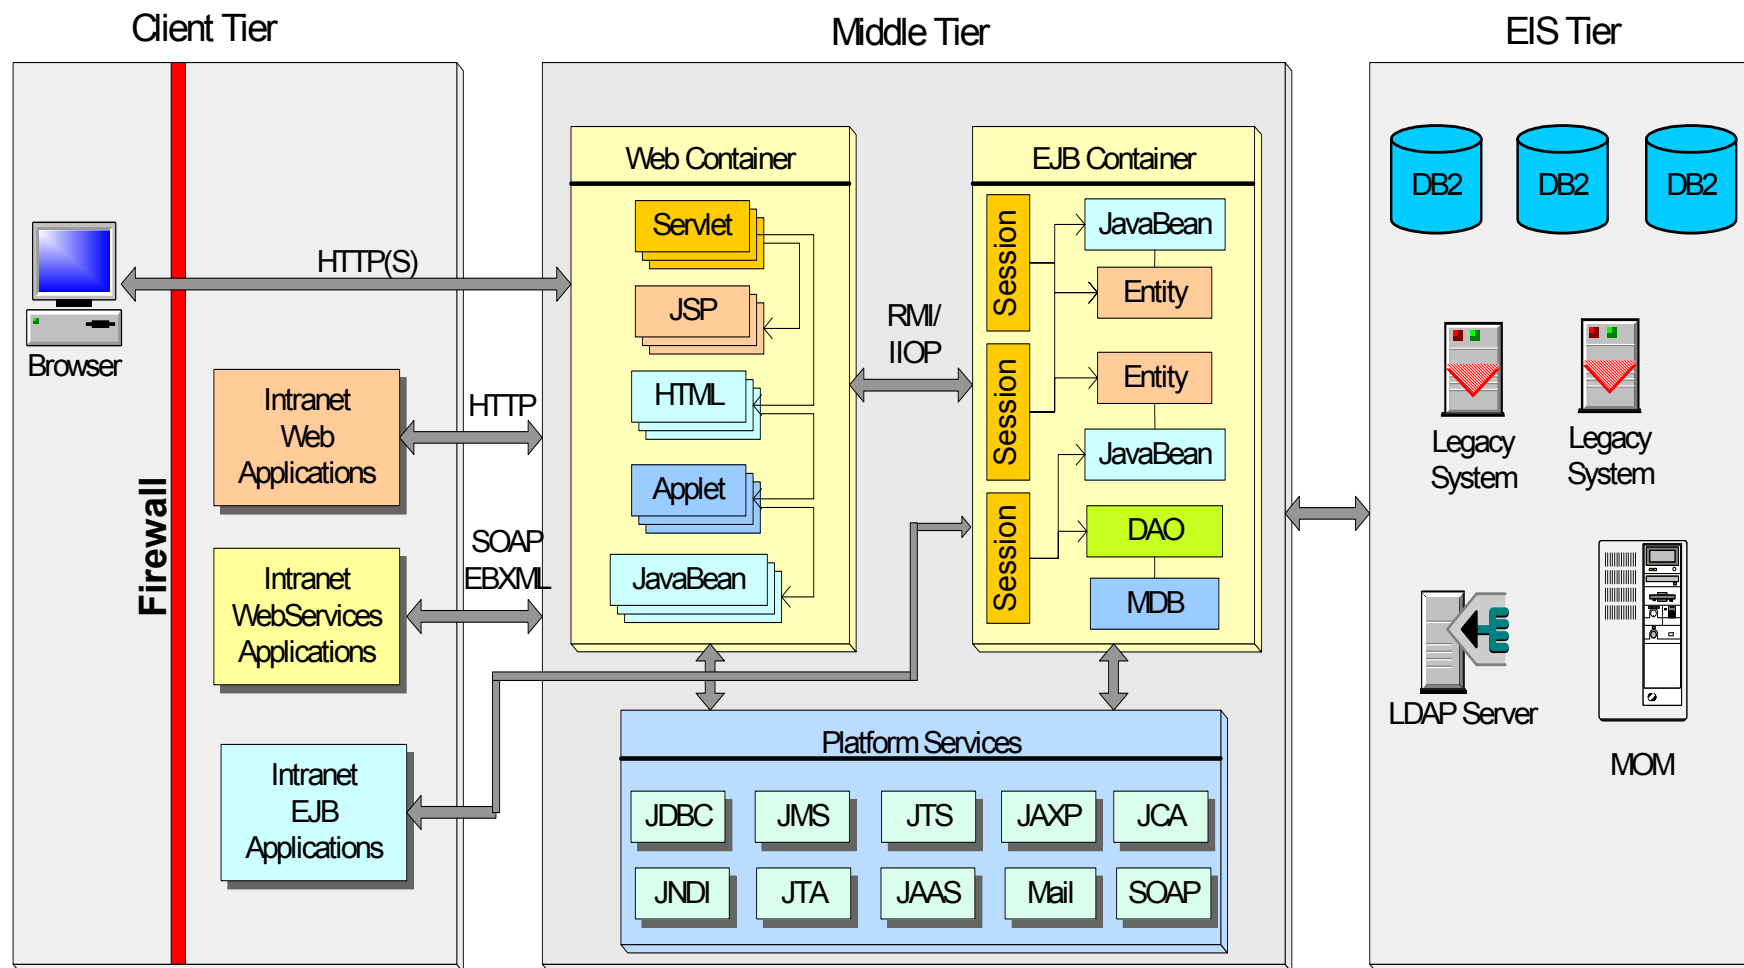 Client Tier
Middle Tier
EIS Tier
Firewall
Browser
HTTP(S)
Intranet
Web
Applications
HTTP
Intranet
WebServices
Applications
SOAP
EBXML
Intranet
EJB
Applications
Web Container
Servlet
JSP
HTML
Applet
JavaBean
RMI/
IIOP
EJB Container
Session
Session
Session
JavaBean
Entity
Entity
JavaBean
DAO
MDB
Platform Services
JDBC
JMS
JTS
JAXP
JCA
JNDI
JTA
JAAS
Mail
SOAP
DB2
DB2
DB2
Legacy
System
Legacy
System
LDAP Server
MOM